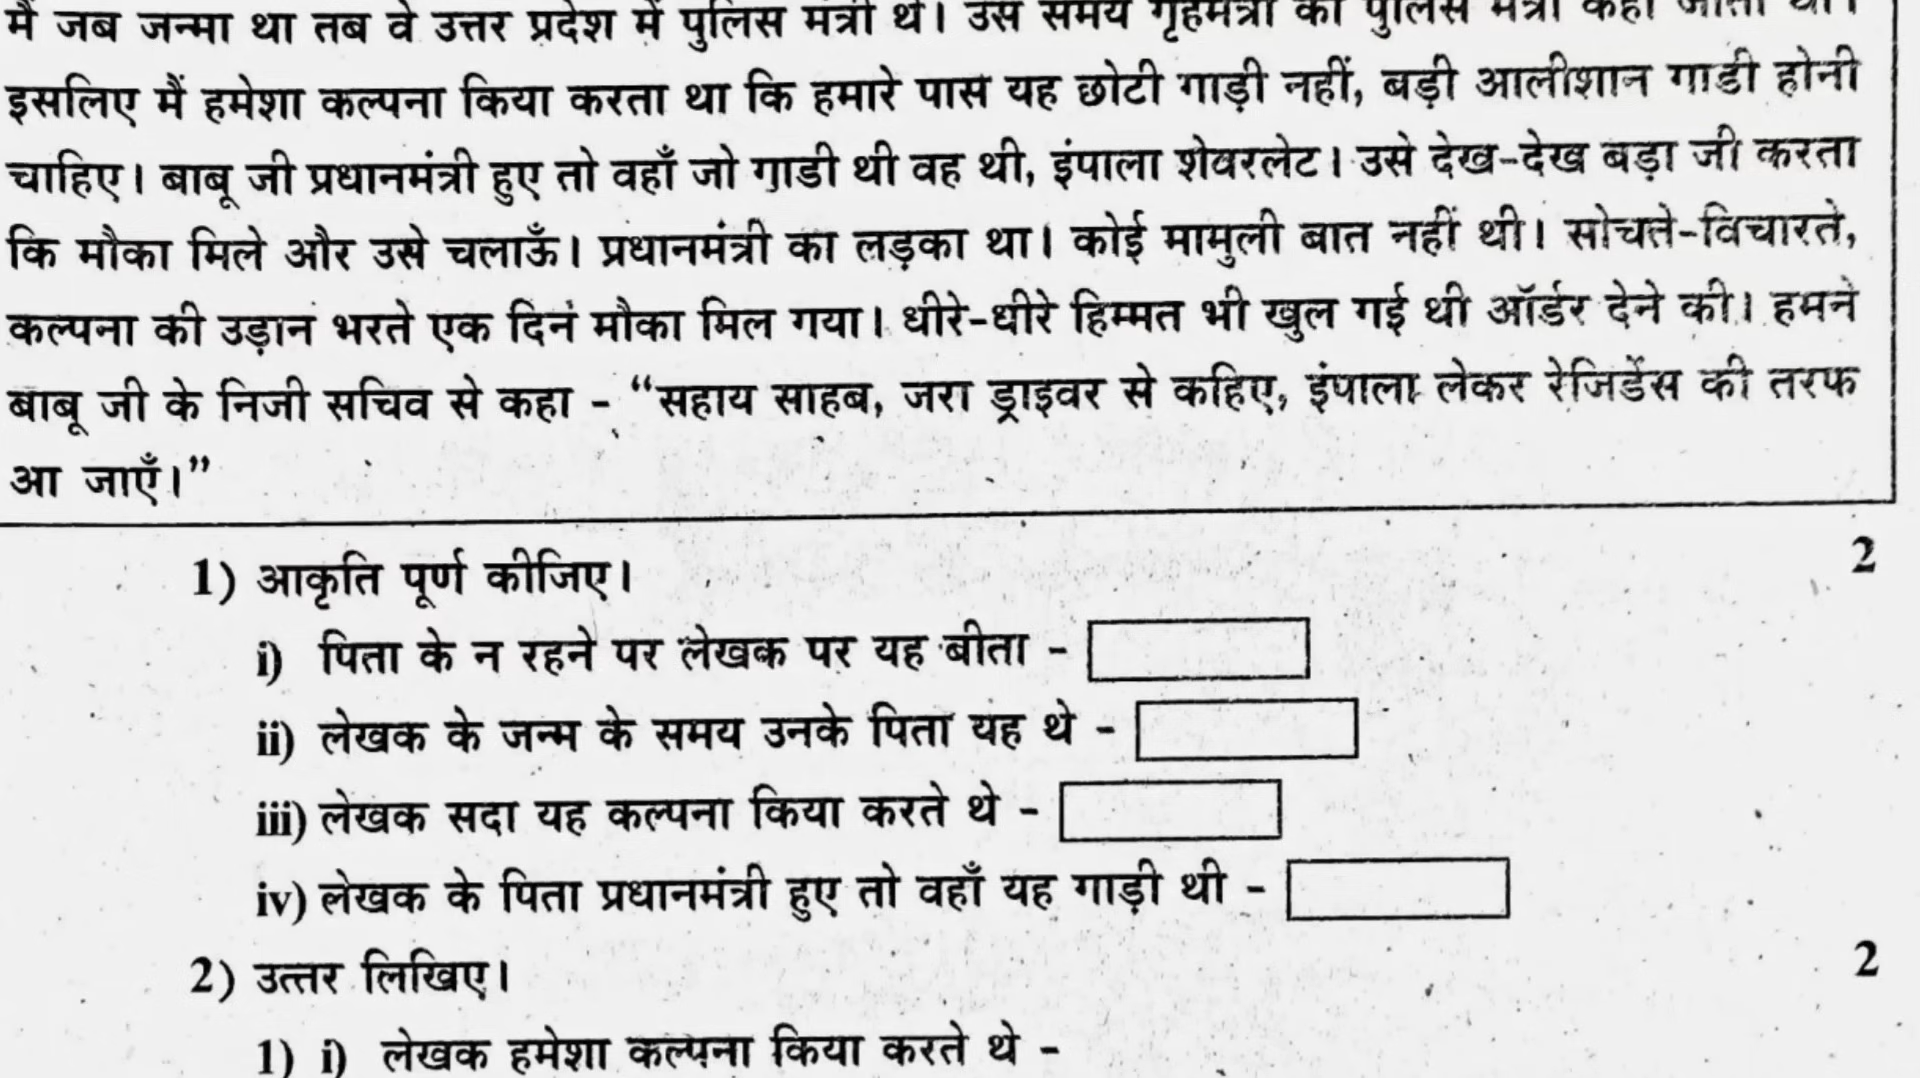 मैं जब जन्मा था तब वे उत्तर प्रदेश में पुलिस मंत्री थे। उस समय गृहमंत्री को पुलिस मंत्री कहा जाता था।
इसलिए मैं हमेशा कल्पना किया करता था कि हमारे पास यह छोटी गाड़ी नहीं, बड़ी आलीशान गाडी होनी
चाहिए। बाबू जी प्रधानमंत्री हुए तो वहाँ जो गाडी थी वह थी, इंपाला शेवरलेट। उसे देख-देख बड़ा जी करता
कि मौका मिले और उसे चलाऊँ। प्रधानमंत्री का लड़का था। कोई मामुली बात नहीं थी। सोचते-विचारते,
कल्पना की उड़ान भरते एक दिन मौका मिल गया। धीरे-धीरे हिम्मत भी खुल गई थी ऑर्डर देने की। हमने
बाबू जी के निजी सचिव से कहा - “सहाय साहब, जरा ड्राइवर से कहिए, इंपाला लेकर रेजिडेंस की तरफ
आ जाएँ।”
1) आकृति पूर्ण कीजिए। 2
i) पिता के न रहने पर लेखक पर यह बीता -
ii) लेखक के जन्म के समय उनके पिता यह थे -
iii) लेखक सदा यह कल्पना किया करते थे -
iv) लेखक के पिता प्रधानमंत्री हुए तो वहाँ यह गाड़ी थी -
2) उत्तर लिखिए। 2
1) i) लेखक हमेशा कल्पना किया करते थे -